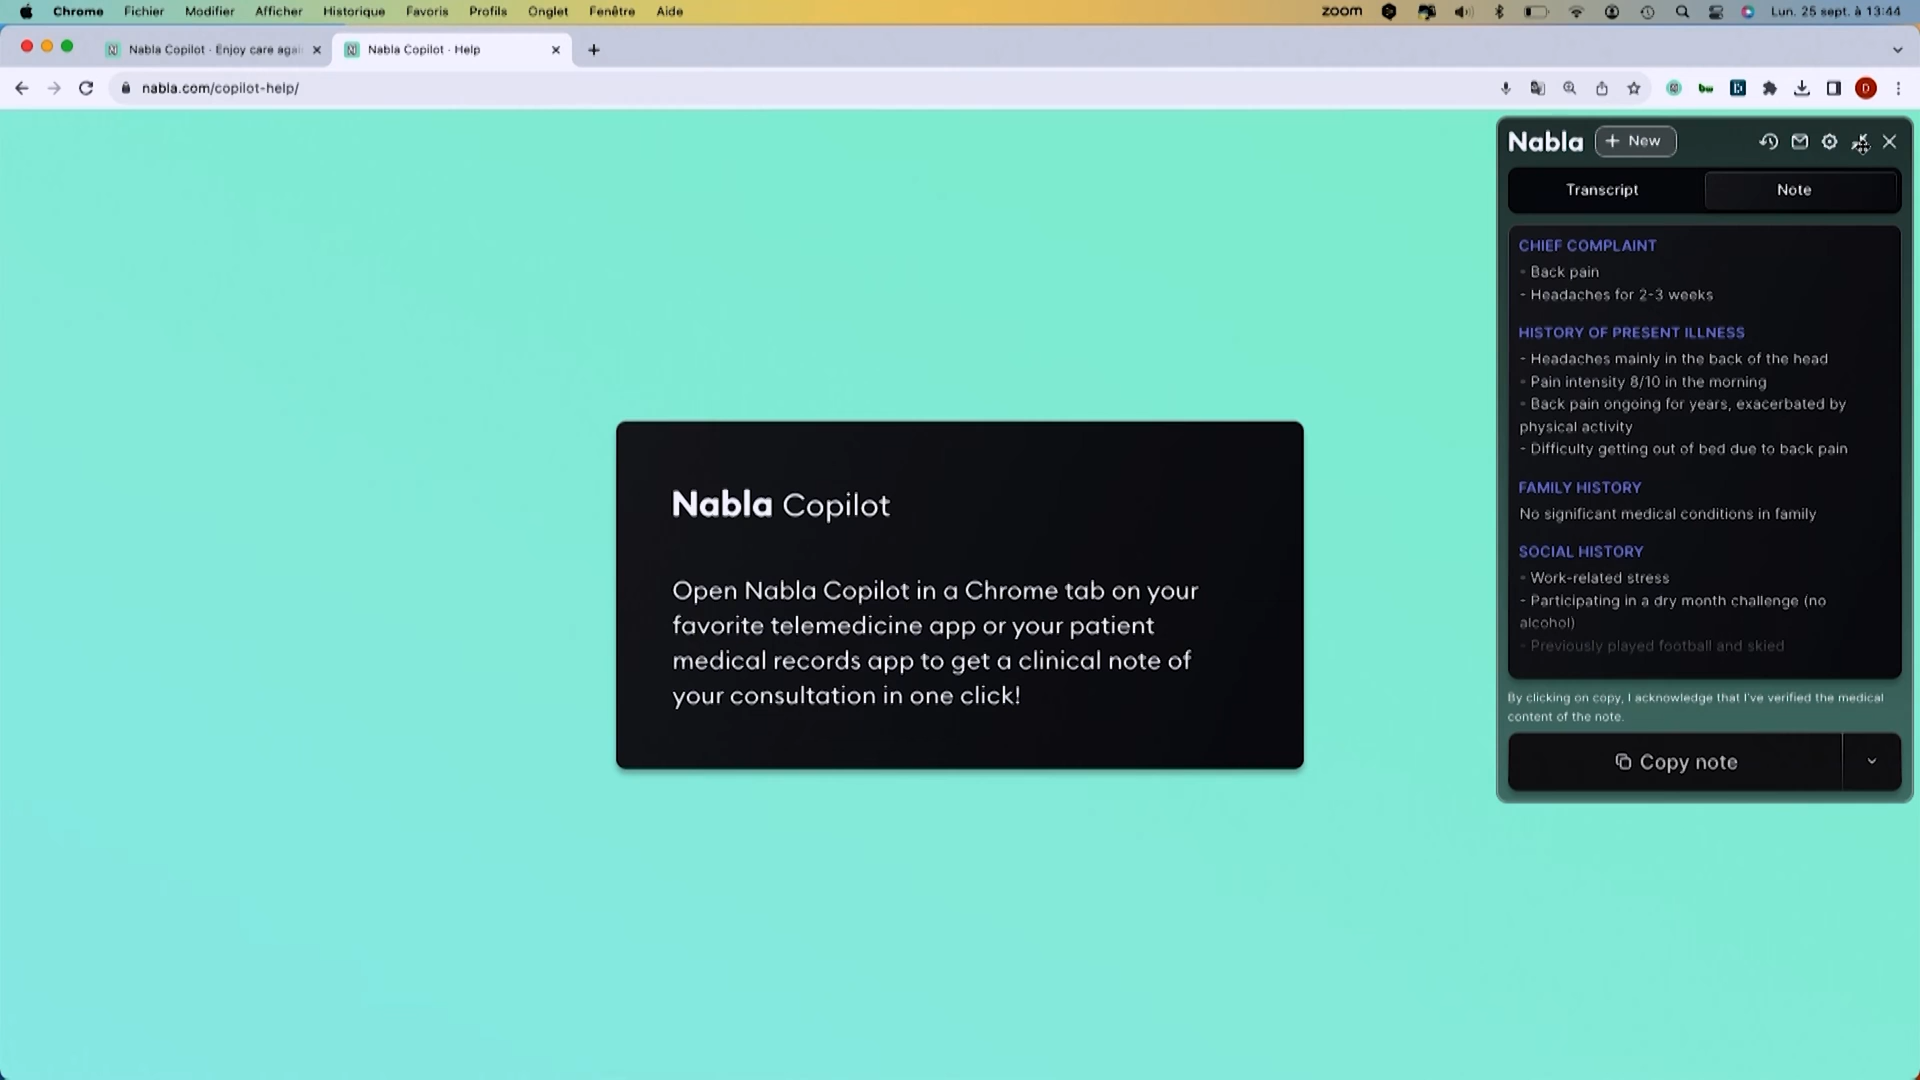 Chrome Fichier Modifier Afficher Historique Favoris Profils Onglet Fenêtre Aide zoom Lun. 25 sept. à 13:44
Nabla Copilot · Enjoy care agai
Nabla Copilot · Help
nabla.com/copilot-help/
D
Nabla + New
Transcript Note
CHIEF COMPLAINT
- Back pain
- Headaches for 2-3 weeks
HISTORY OF PRESENT ILLNESS
- Headaches mainly in the back of the head
- Pain intensity 8/10 in the morning
- Back pain ongoing for years, exacerbated by
physical activity
- Difficulty getting out of bed due to back pain
FAMILY HISTORY
No significant medical conditions in family
SOCIAL HISTORY
- Work-related stress
- Participating in a dry month challenge (no
alcohol)
- Previously played football and skied
By clicking on copy, I acknowledge that I've verified the medical
content of the note.
Copy note
Nabla Copilot
Open Nabla Copilot in a Chrome tab on your
favorite telemedicine app or your patient
medical records app to get a clinical note of
your consultation in one click!